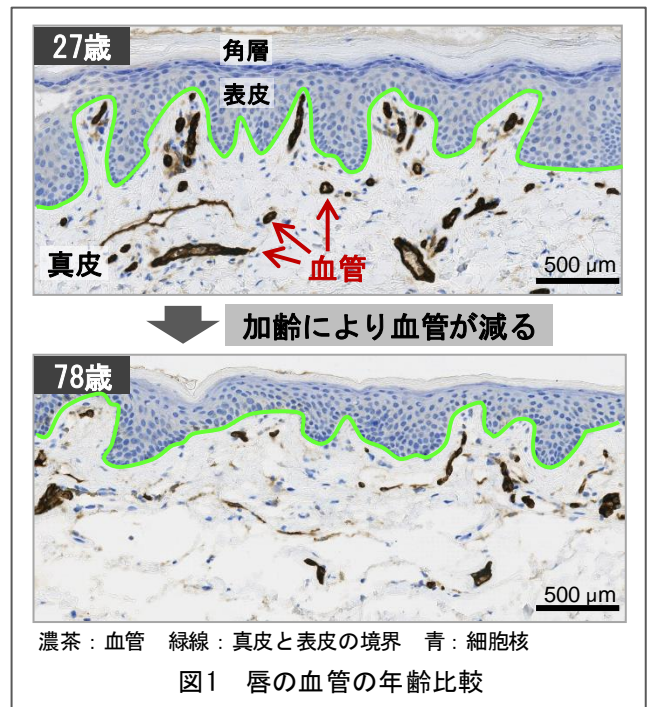 27歳
角層
表皮
真皮
血管
500 µm
加齢により血管が減る
78歳
500 µm
濃茶：血管　緑線：真皮と表皮の境界　青：細胞核
図1　唇の血管の年齢比較